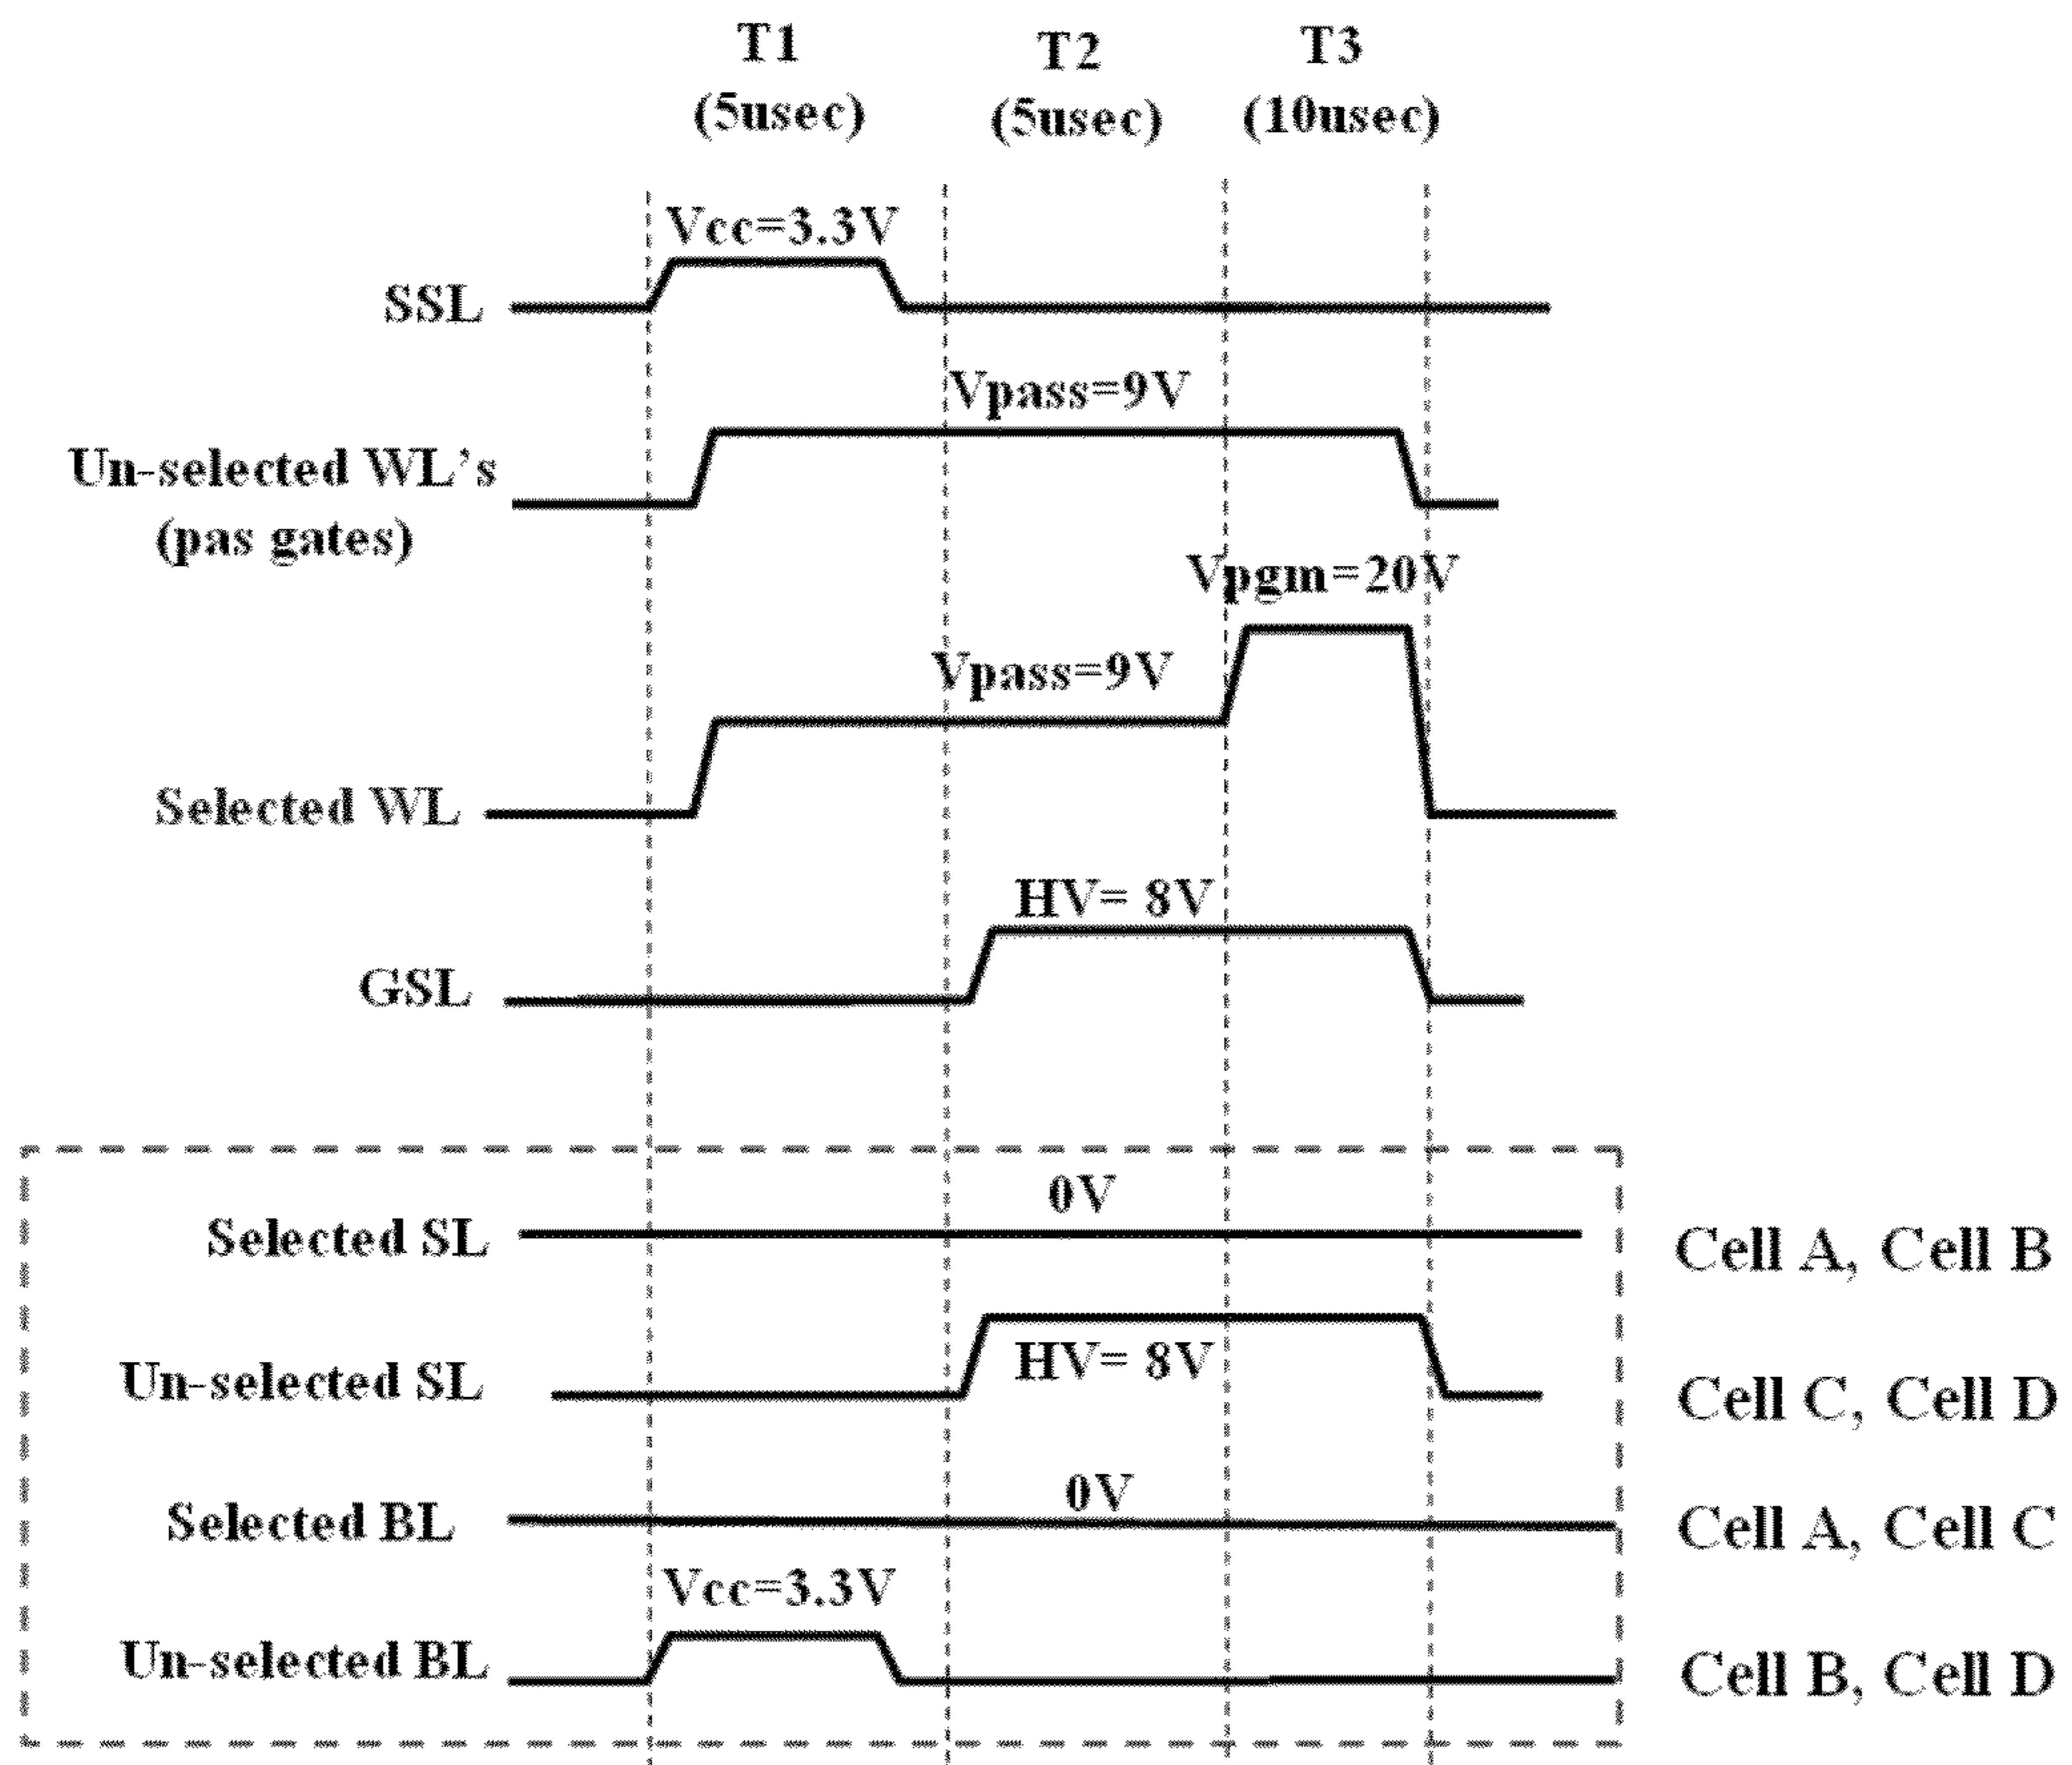 T1 T2 T3
(5usec) (5usec) (10usec)
Vcc=3.3V
SSL
Vpass=9V
Un-selected WL's
(pas gates)
Vpgm=20V
Vpass=9V
Selected WL
HV= 8V
GSL
0V
Selected SL Cell A, Cell B
HV= 8V
Un-selected SL Cell C, Cell D
0V
Selected BL Cell A, Cell C
Vcc=3.3V
Un-selected BL Cell B, Cell D